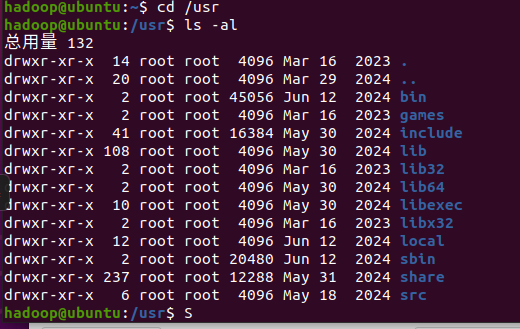 hadoop@ubuntu:~$ cd /usr
hadoop@ubuntu:/usr$ ls -al
总用量 132
drwxr-xr-x  14 root root  4096 Mar 16  2023 .
drwxr-xr-x  20 root root  4096 Mar 29  2024 ..
drwxr-xr-x   2 root root 45056 Jun 12  2024 bin
drwxr-xr-x   2 root root  4096 Mar 16  2023 games
drwxr-xr-x  41 root root 16384 May 30  2024 include
drwxr-xr-x 108 root root  4096 May 30  2024 lib
drwxr-xr-x   2 root root  4096 Mar 16  2023 lib32
drwxr-xr-x   2 root root  4096 May 30  2024 lib64
drwxr-xr-x  10 root root  4096 May 30  2024 libexec
drwxr-xr-x   2 root root  4096 Mar 16  2023 libx32
drwxr-xr-x  12 root root  4096 Jun 12  2024 local
drwxr-xr-x   2 root root 20480 Jun 12  2024 sbin
drwxr-xr-x 237 root root 12288 May 31  2024 share
drwxr-xr-x   6 root root  4096 May 18  2024 src
hadoop@ubuntu:/usr$ S